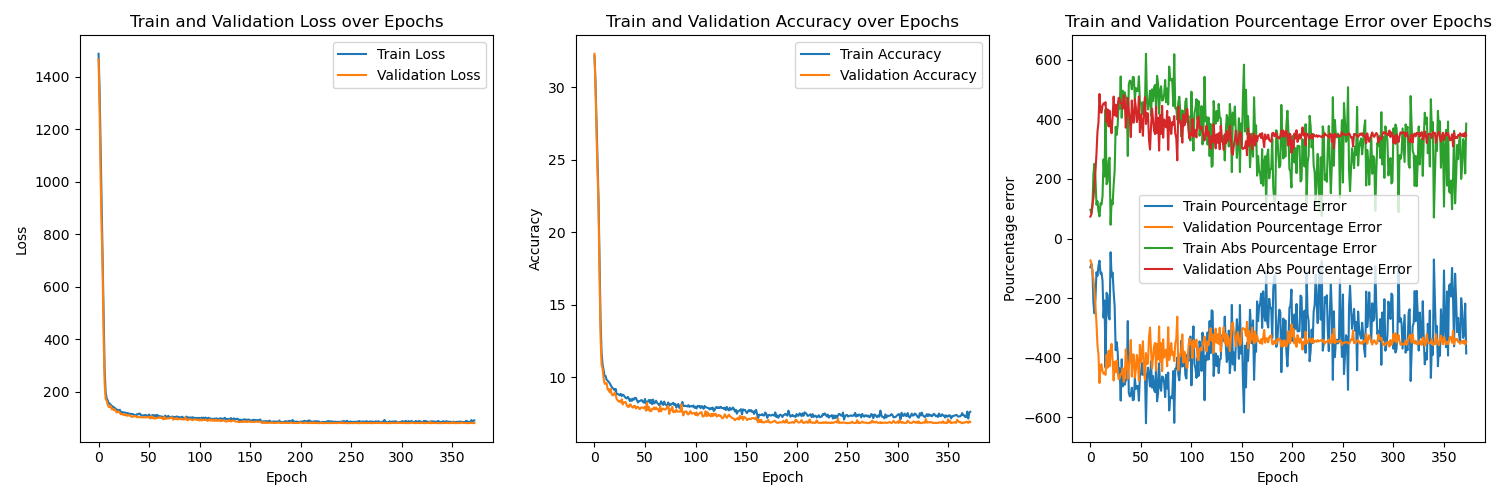 Train and Validation Loss over Epochs
Loss
1400
1200
1000
800
600
400
200
0
50
100
150
200
250
300
350
Epoch
Train Loss
Validation Loss
Train and Validation Accuracy over Epochs
Accuracy
30
25
20
15
10
0
50
100
150
200
250
300
350
Epoch
Train Accuracy
Validation Accuracy
Train and Validation Pourcentage Error over Epochs
Pourcentage error
600
400
200
0
−200
−400
−600
0
50
100
150
200
250
300
350
Epoch
Train Pourcentage Error
Validation Pourcentage Error
Train Abs Pourcentage Error
Validation Abs Pourcentage Error